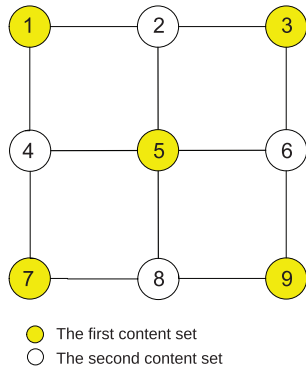 1 2 3
4 5 6
7 8 9
The first content set
The second content set